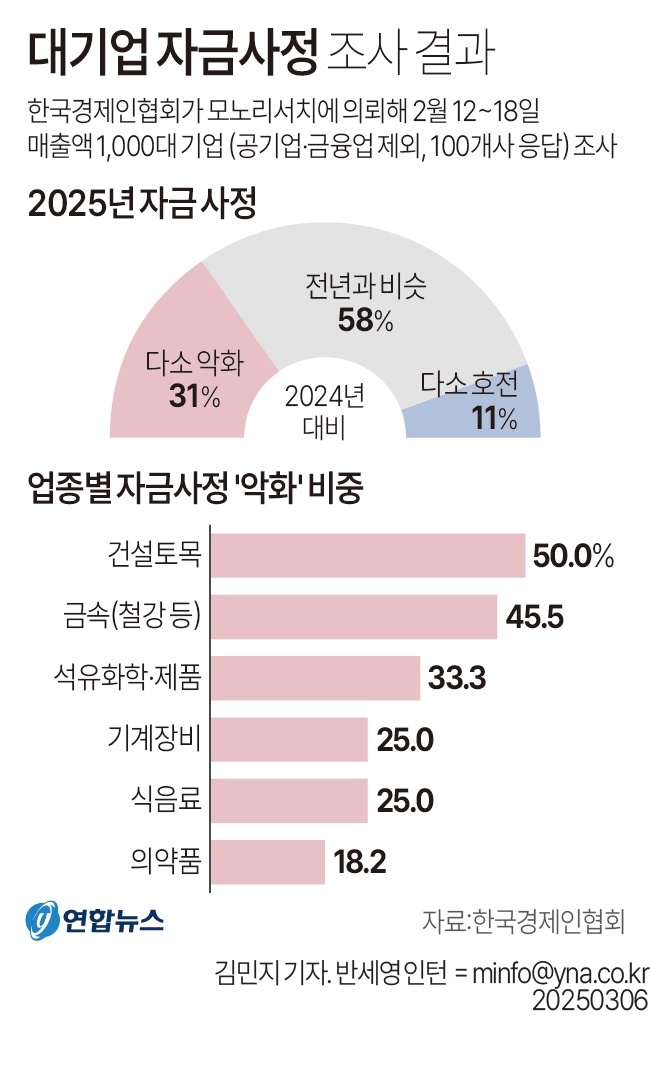 대기업 자금사정 조사 결과
한국경제인협회가 모노리서치에 의뢰해 2월 12~18일
매출액 1,000대 기업 (공기업·금융업 제외, 100개사 응답) 조사
2025년 자금 사정
전년과 비슷
58%
다소 악화
31%
2024년
대비
다소 호전
11%
업종별 자금사정 '악화' 비중
건설토목 50.0%
금속(철강 등) 45.5
석유화학·제품 33.3
기계장비 25.0
식음료 25.0
의약품 18.2
y 연합뉴스
자료:한국경제인협회
김민지 기자. 반세영 인턴 = minfo@yna.co.kr
20250306